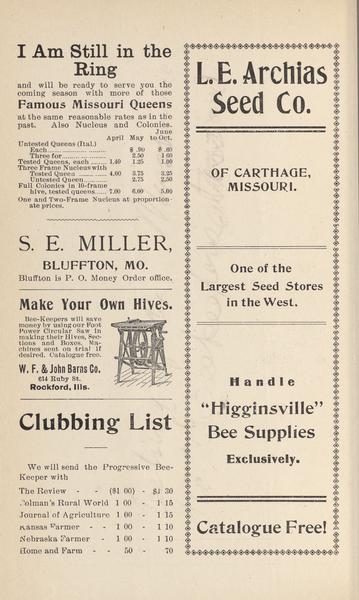 I Am Still in the
Ring
and will be ready to serve you the
coming season with more of those
Famous Missouri Queens
at the same reasonable rates as in the
past. Also Nucleus and Colonies.
June
April May to Oct.
Untested Queens (Ital.)
Each........................ $ .90 $ .60
Three for................ 2.50 1 60
Tested Queens, each ...... 1.40 1.25 1.00
Three Frame Nucleus with
Tested Queen ............ 4.00 3.75 3.25
Untested Queen........... 2.75 2.50
Full Colonies in 10-frame
hive, tested queens...... 7.00 6.00 5.00
One and Two-Frame Nucleus at proportion-
ate prices.
S. E. MILLER,
BLUFFTON, MO.
Bluffton is P. O. Money Order office.
Make Your Own Hives.
Bee-Keepers will save
money by using our Foot
Power Circular Saw in
making their Hives, Sec-
tions and Boxes. Ma-
chines sent on trial if
desired. Catalogue free.
W. F. & John Barns Co.
614 Ruby St.
Rockford, Ills.
Clubbing List
We will send the Progressive Bee-
Keeper with
The Review - - ($1 00) - $1 30
Colman's Rural World 1 00 - 1 15
Journal of Agriculture 1 00 - 1 15
Kansas Farmer - - 1 00 - 1 10
Nebraska Farmer - 1 00 - 1 10
Home and Farm - - 50 - 70
L. E. Archias
Seed Co.
OF CARTHAGE,
MISSOURI.
One of the
Largest Seed Stores
in the West.
Handle
"Higginsville"
Bee Supplies
Exclusively.
Catalogue Free!